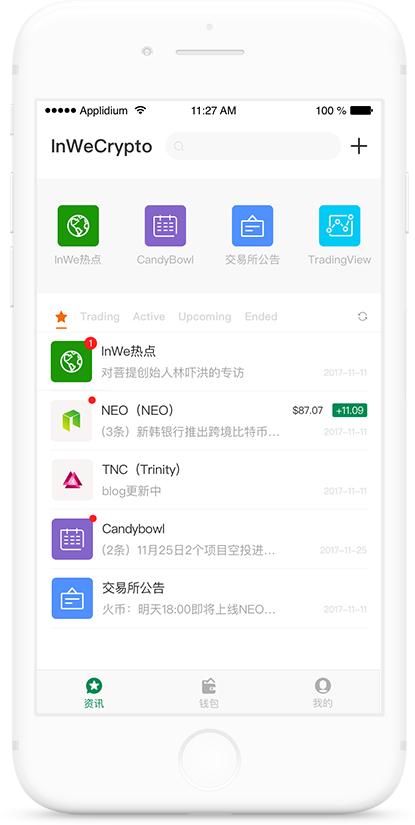 Applidium 11:27 AM 100 %
InWeCrypto
InWe热点 CandyBowl 交易所公告 TradingView
Trading Active Upcoming Ended
1
InWe热点
对菩提创始人林吓洪的专访 2017-11-11
NEO（NEO） $87.07 +11.09
(3条）新韩银行推出跨境比特币... 2017-11-11
TNC（Trinity）
blog更新中 2017-11-11
Candybowl
(2条）11月25日2个项目空投进... 2017-11-25
交易所公告
火币：明天18:00即将上线NEO... 2017-11-11
资讯 钱包 我的